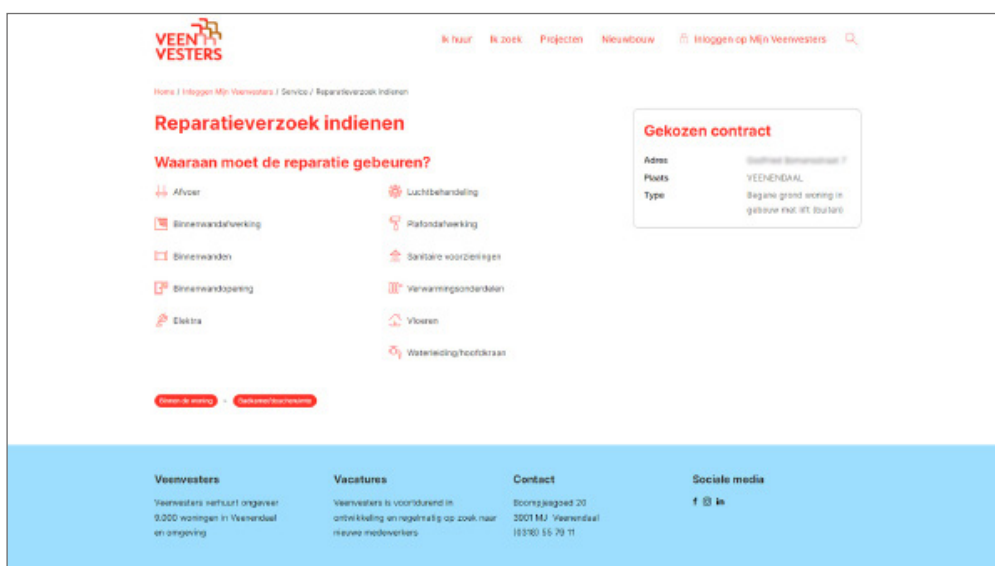 VEEN
VESTERS
Ik huur Ik zoek Projecten Nieuwbouw Inloggen op Mijn Veenvesters
Home / Inloggen Mijn Veenvesters / Service / Reparatieverzoek indienen
Reparatieverzoek indienen
Waaraan moet de reparatie gebeuren?
Afvoer
Binnenwandafwerking
Binnenwanden
Binnenwandopening
Elektra
Luchtbehandeling
Plafondafwerking
Sanitaire voorzieningen
Verwarmingsonderdelen
Vloeren
Waterleiding/hoofdkraan
Binnen de woning
Badkamer/doucheruimte
Gekozen contract
Adres
Plaats VEENENDAAL
Type Begane grond woning in
gebouw met lift (buiten)
Veenvesters
Veenvesters verhuurt ongeveer
9.000 woningen in Veenendaal
en omgeving
Vacatures
Veenvesters is voortdurend in
ontwikkeling en regelmatig op zoek naar
nieuwe medewerkers
Contact
Boompjesgoed 20
3901 MJ Veenendaal
(0318) 55 79 11
Sociale media